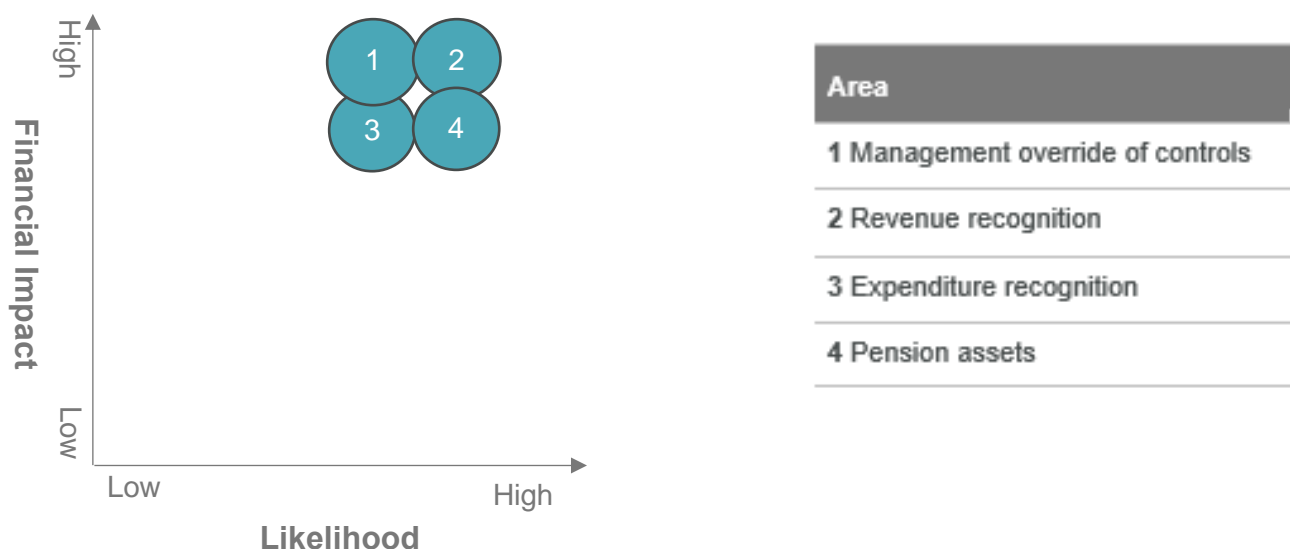 High
Financial Impact
Low
1
2
3
4
Low
High
Likelihood
Area
1 Management override of controls
2 Revenue recognition
3 Expenditure recognition
4 Pension assets